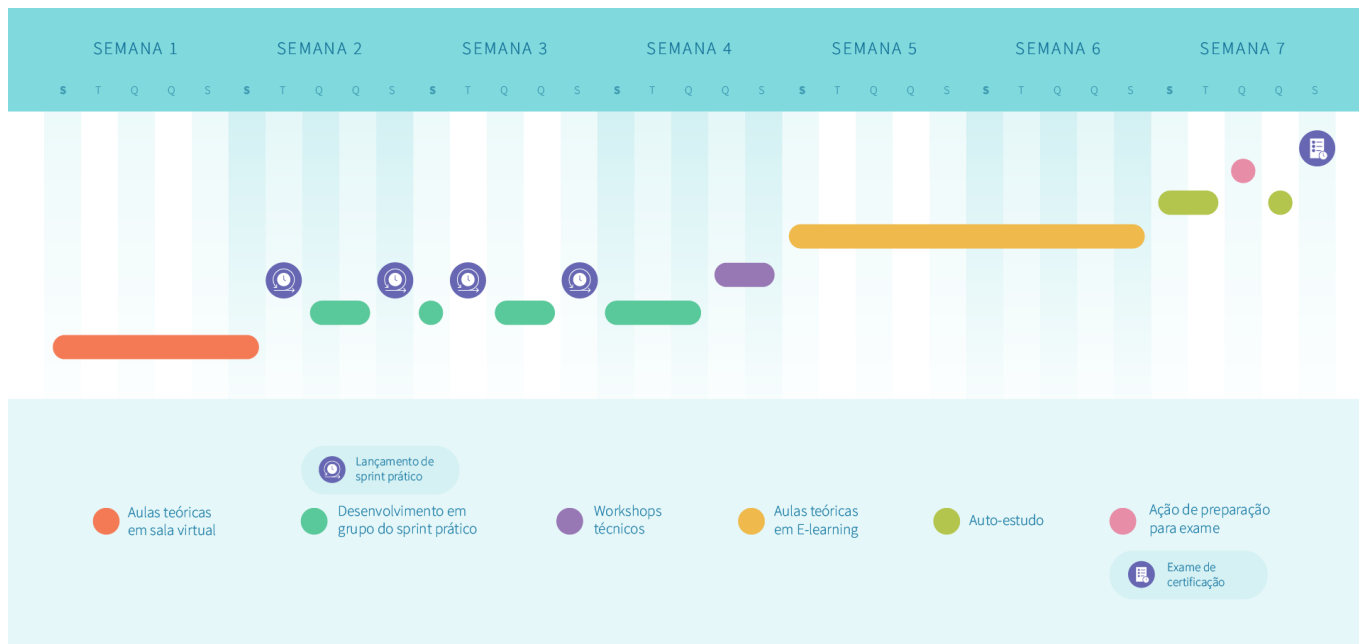 SEMANA 1 SEMANA 2 SEMANA 3 SEMANA 4 SEMANA 5 SEMANA 6 SEMANA 7
S T Q Q S S T Q Q S S T Q Q S S T Q Q S S T Q Q S S T Q Q S S T Q Q S
Lançamento de
sprint prático
Aulas teóricas
em sala virtual
Desenvolvimento em
grupo do sprint prático
Workshops
técnicos
Aulas teóricas
em E-learning
Auto-estudo
Ação de preparação
para exame
Exame de
certificação